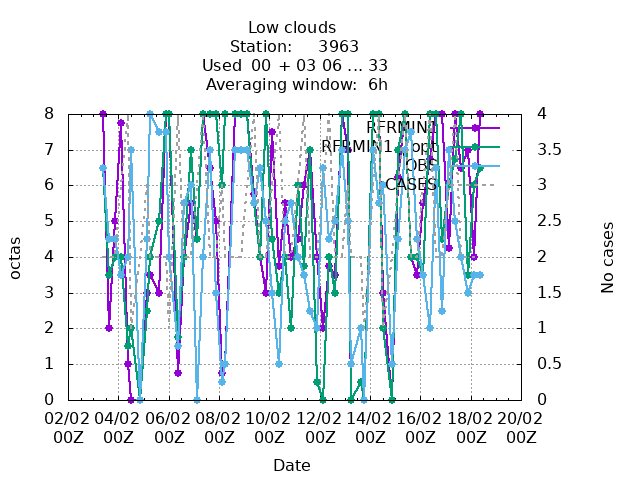 Low clouds
Station: 3963
Used 00 + 03 06 ... 33
Averaging window: 6h
octas
No cases
8
7
6
5
4
3
2
1
0
4
3.5
3
2.5
2
1.5
1
0.5
0
OBS
CASES
02/02 04/02 06/02 08/02 10/02 12/02 14/02 16/02 18/02 20/02
00Z 00Z 00Z 00Z 00Z 00Z 00Z 00Z 00Z 00Z
Date